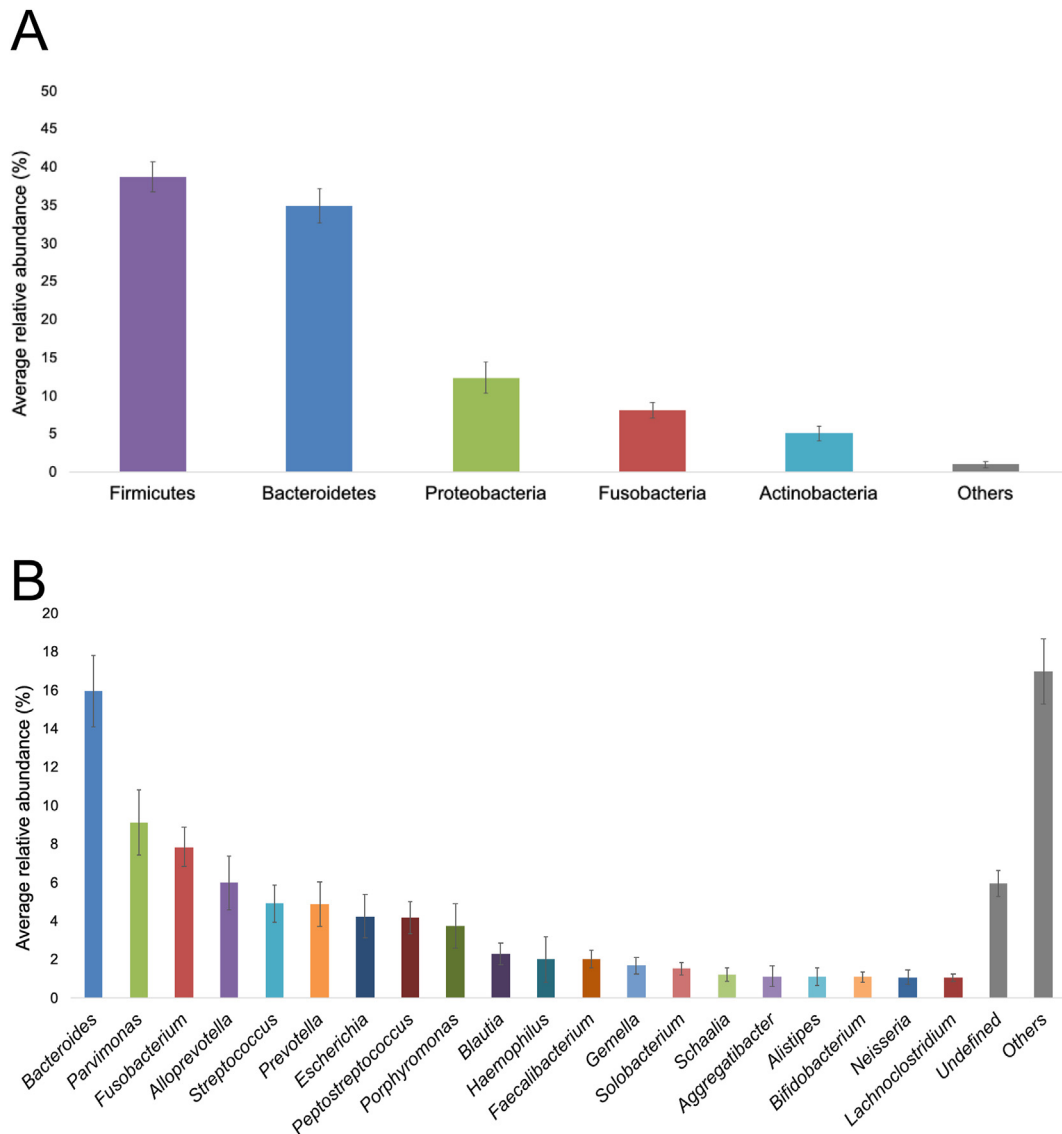 A
Average relative abundance (%)
50
45
40
35
30
25
20
15
10
5
0
Firmicutes Bacteroidetes Proteobacteria Fusobacteria Actinobacteria Others
B
Average relative abundance (%)
20
18
16
14
12
10
8
6
4
2
0
Bacteroides
Parvimonas
Fusobacterium
Alloprevotella
Streptococcus
Prevotella
Escherichia
Peptostreptococcus
Porphyromonas
Blautia
Haemophilus
Faecalibacterium
Gemella
Solobacterium
Schaalia
Aggregatibacter
Alistipes
Bifidobacterium
Neisseria
Lachnoclostridium
Undefined
Others